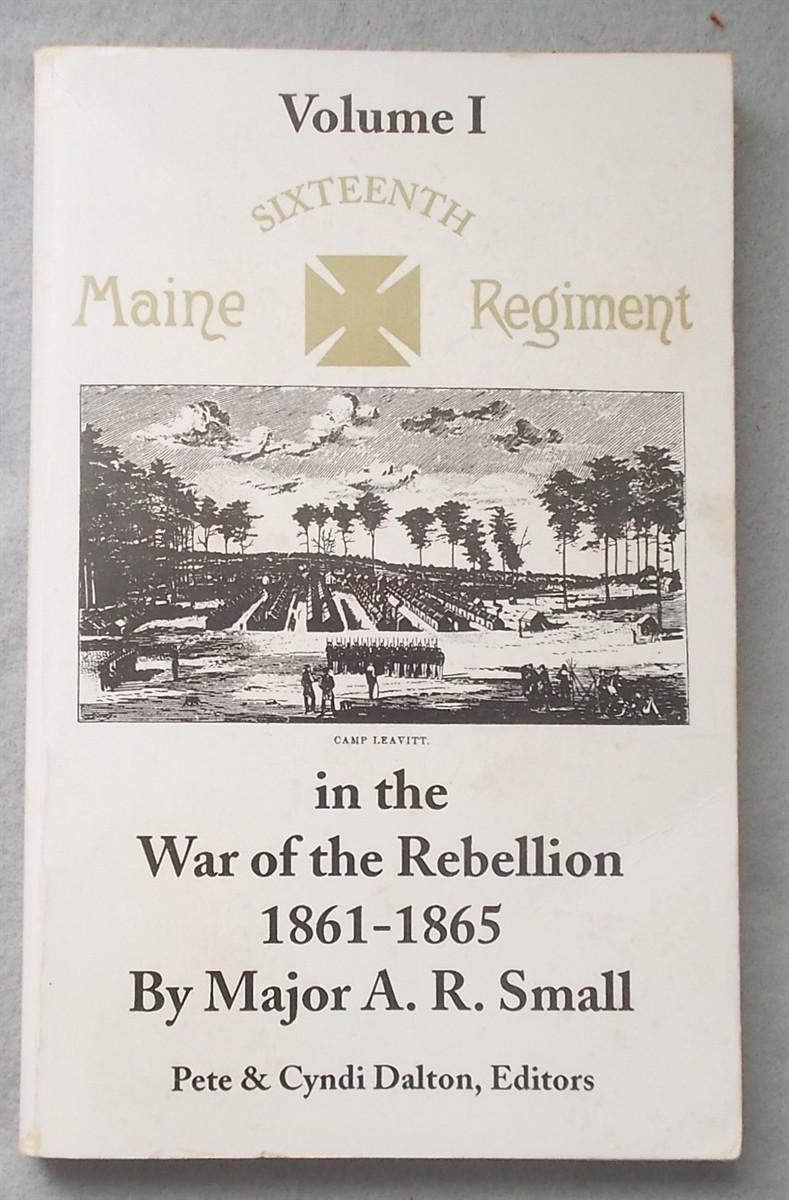 Volume I
SIXTEENTH
Maine Regiment
CAMP LEAVITT.
in the
War of the Rebellion
1861-1865
By Major A. R. Small
Pete & Cyndi Dalton, Editors